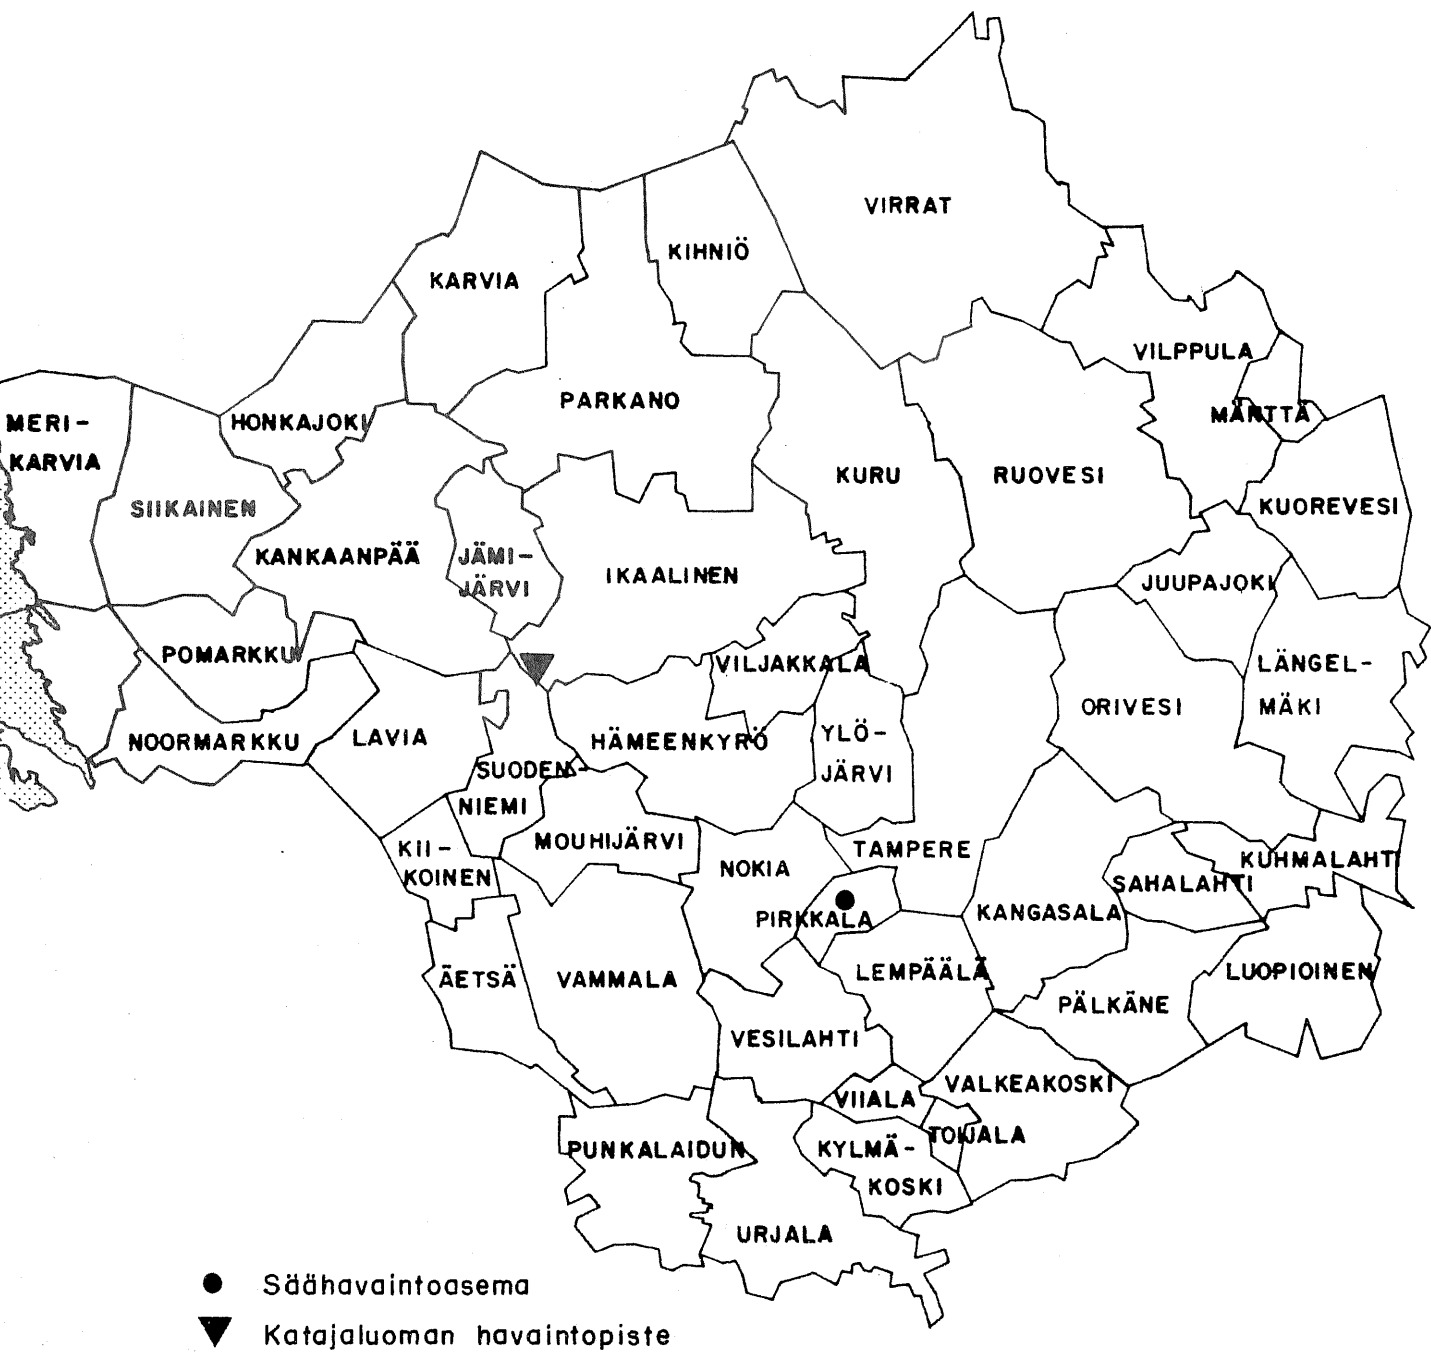 VIRRAT
KIHNIÖ
KARVIA
VILPPULA
PARKANO
MÄNTTÄ
HONKAJOKI
MERI-
KARVIA
KURU
RUOVESI
SIIKAINEN
KUOREVESI
KANKAANPÄÄ
JÄMI-
JÄRVI
IKAALINEN
JUUPAJOKI
POMARKKU
VILJAKKALA
LÄNGEL-
MÄKI
ORIVESI
NOORMARKKU
LAVIA
HÄMEENKYRÖ
YLÖ-
JÄRVI
SUODEN-
NIEMI
MOUHIJÄRVI
KII-
KOINEN
NOKIA
TAMPERE
KUHMALAHTI
SAHALAHTI
PIRKKALA
KANGASALA
ÄETSÄ
VAMMALA
LEMPÄÄLÄ
LUOPIOINEN
PÄLKÄNE
VESILAHTI
VALKEAKOSKI
VIIALA
TOIJALA
PUNKALAIDUN
KYLMÄ-
KOSKI
URJALA
Säähavaintoasema
Katajaluoman havaintopiste